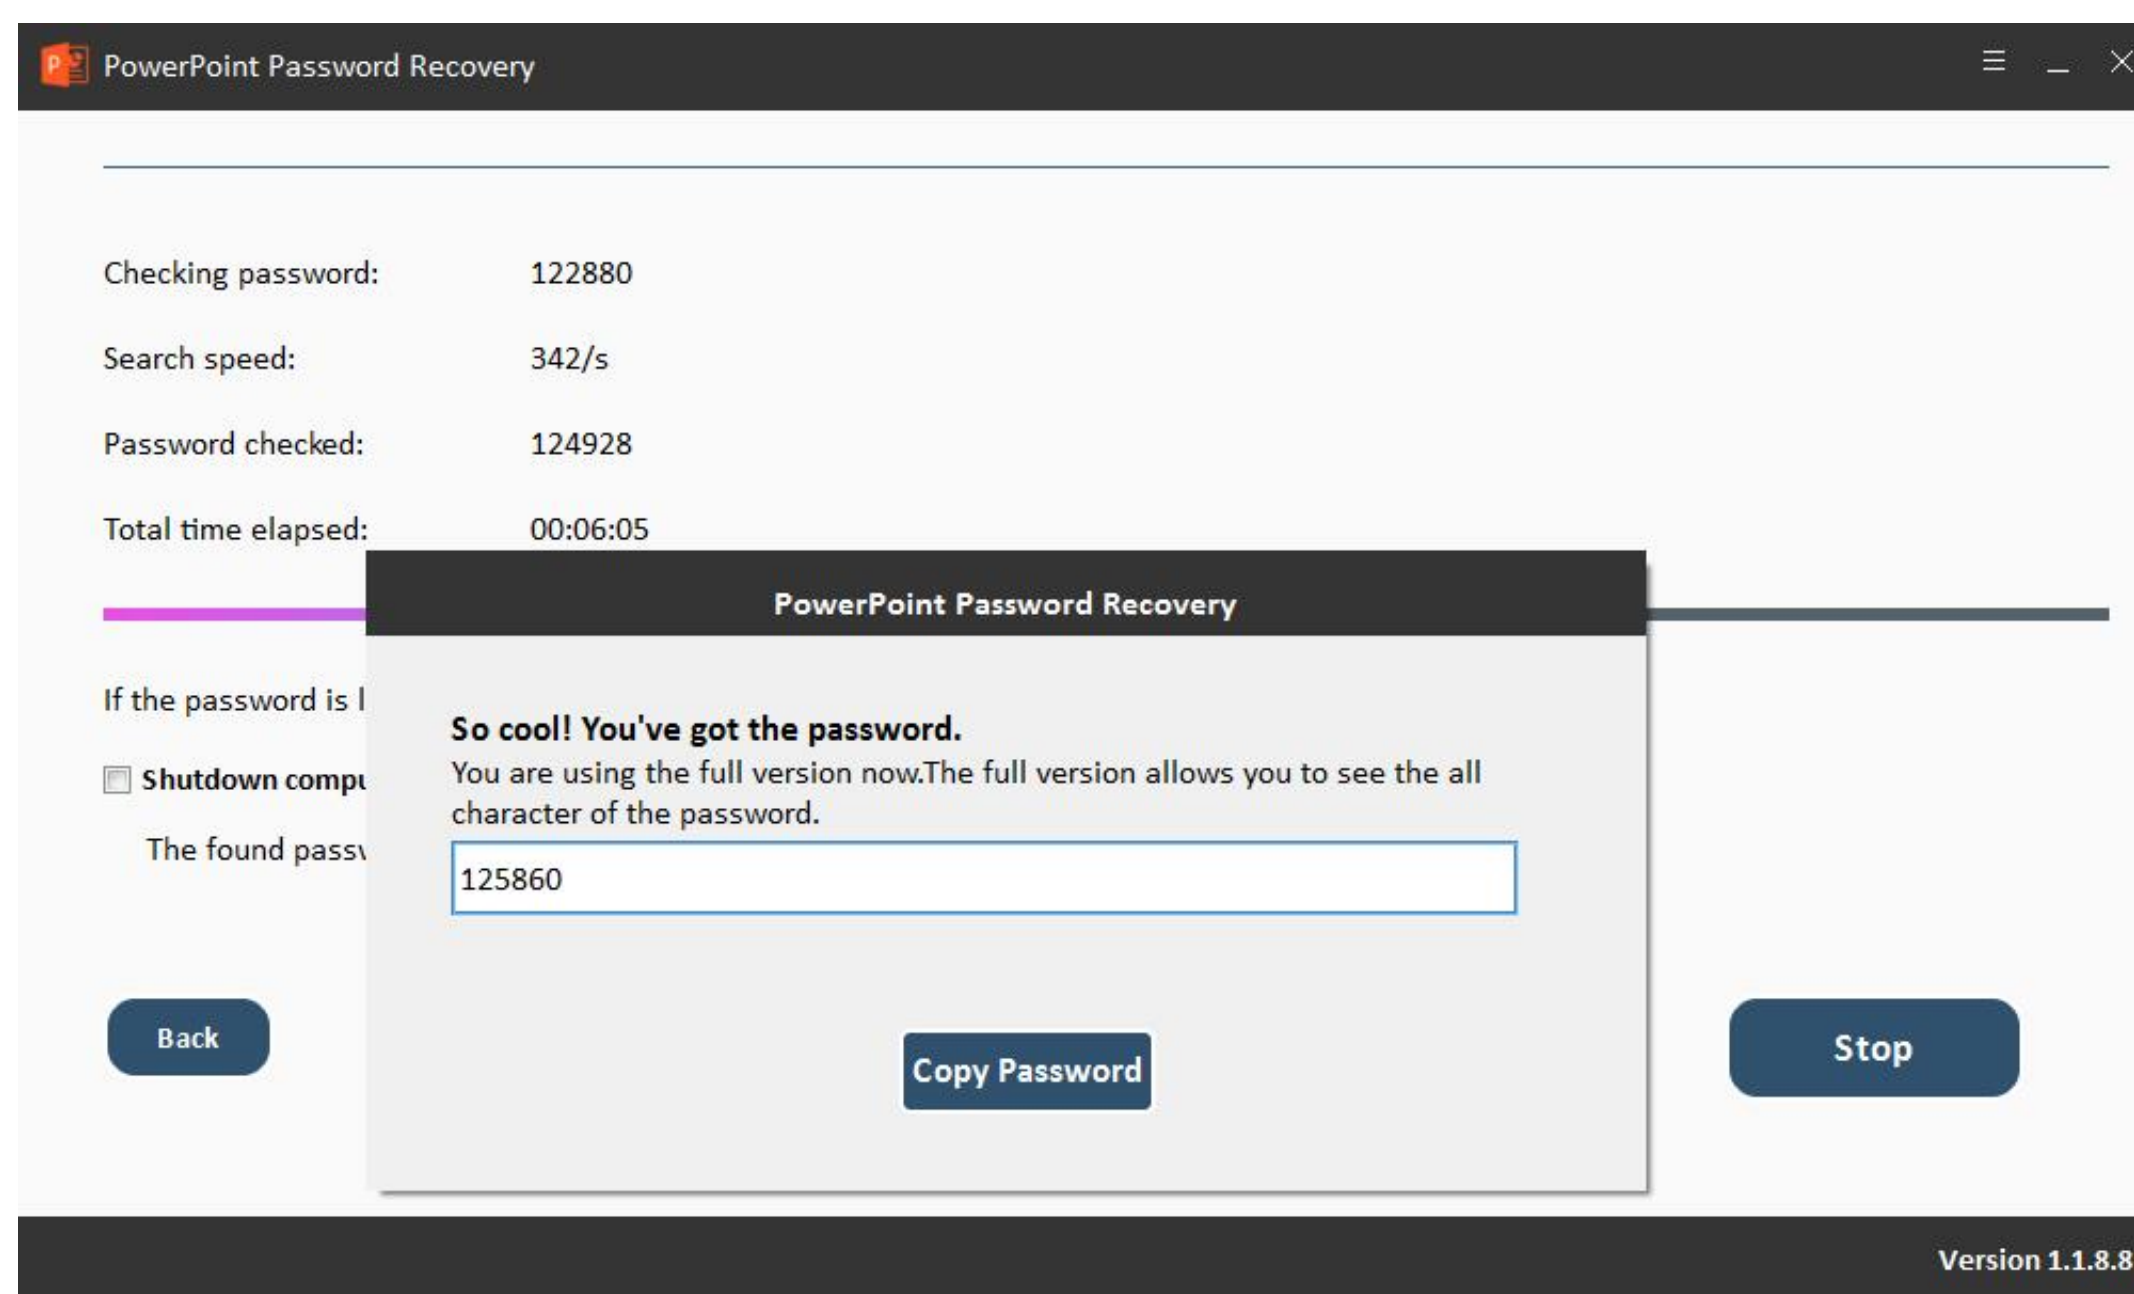 PowerPoint Password Recovery
Checking password: 122880
Search speed: 342/s
Password checked: 124928
Total time elapsed: 00:06:05
PowerPoint Password Recovery
If the password is
So cool! You've got the password.
Shutdown
You are using the full version now.The full version allows you to see the all
character of the password.
The found
125860
Back
Copy Password
Stop
Version 1.1.8.8